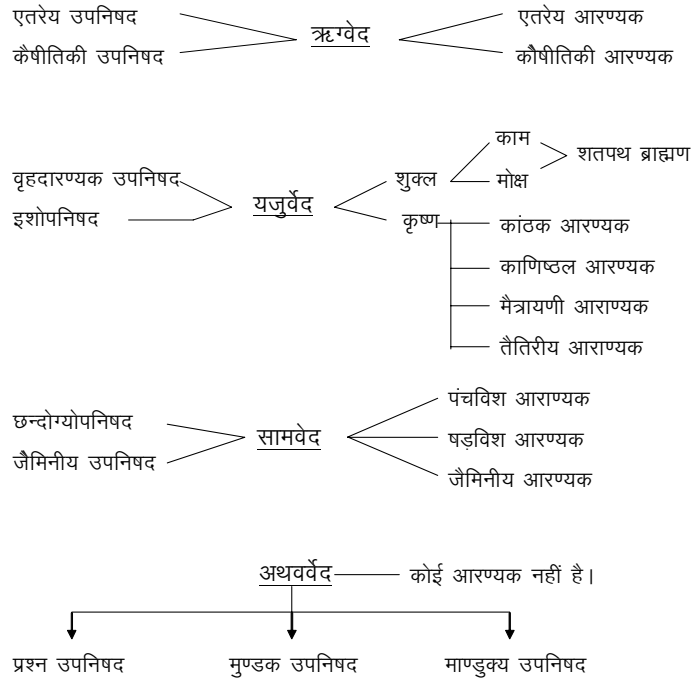 एतरेय उपनिषद ऋग्वेद एतरेय आरण्यक
कैषीतिकी उपनिषद कौषीतिकी आरण्यक
काम
शतपथ ब्राह्मण
वृहदारण्यक उपनिषद शुक्ल मोक्ष
यजुर्वेद
इशोपनिषद कृष्ण कांठक आरण्यक
काणिष्ठल आरण्यक
मैत्रायणी आराण्यक
तैतिरीय आराण्यक
पंचविश आराण्यक
छन्दोग्योपनिषद
सामवेद षड़विश आरण्यक
जैमिनीय उपनिषद
जैमिनीय आरण्यक
अथवर्वेद कोई आरण्यक नहीं है।
प्रश्न उपनिषद मुण्डक उपनिषद माण्डुक्य उपनिषद